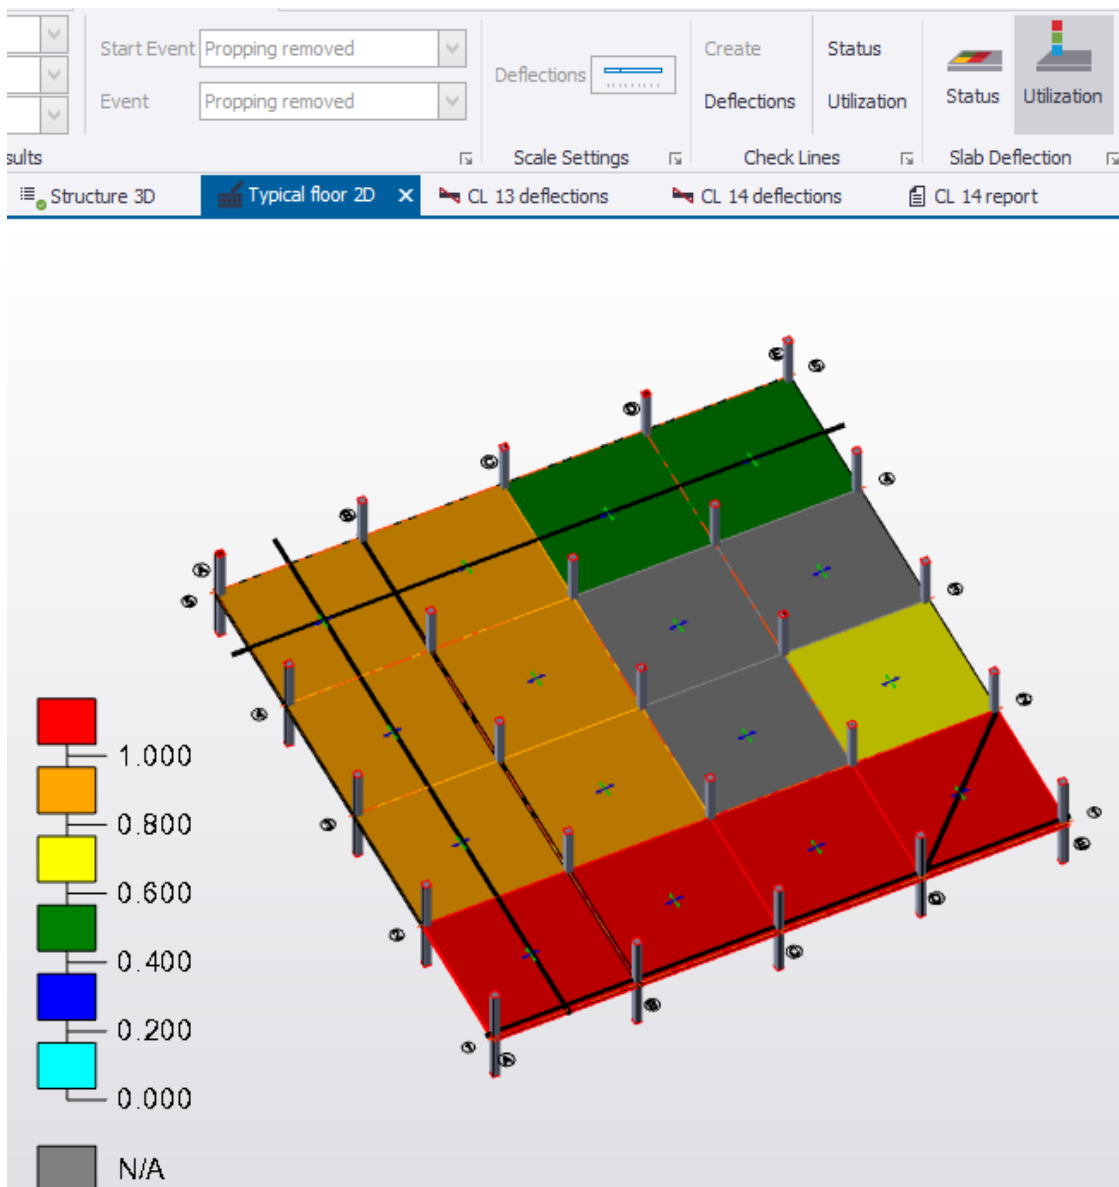 Start Event Propping removed
Event Propping removed
Deflections
Create
Deflections
Status
Utilization
Status
Utilization
sults
Scale Settings
Check Lines
Slab Deflection
Structure 3D
Typical floor 2D
CL 13 deflections
CL 14 deflections
CL 14 report
1.000
0.800
0.600
0.400
0.200
0.000
N/A